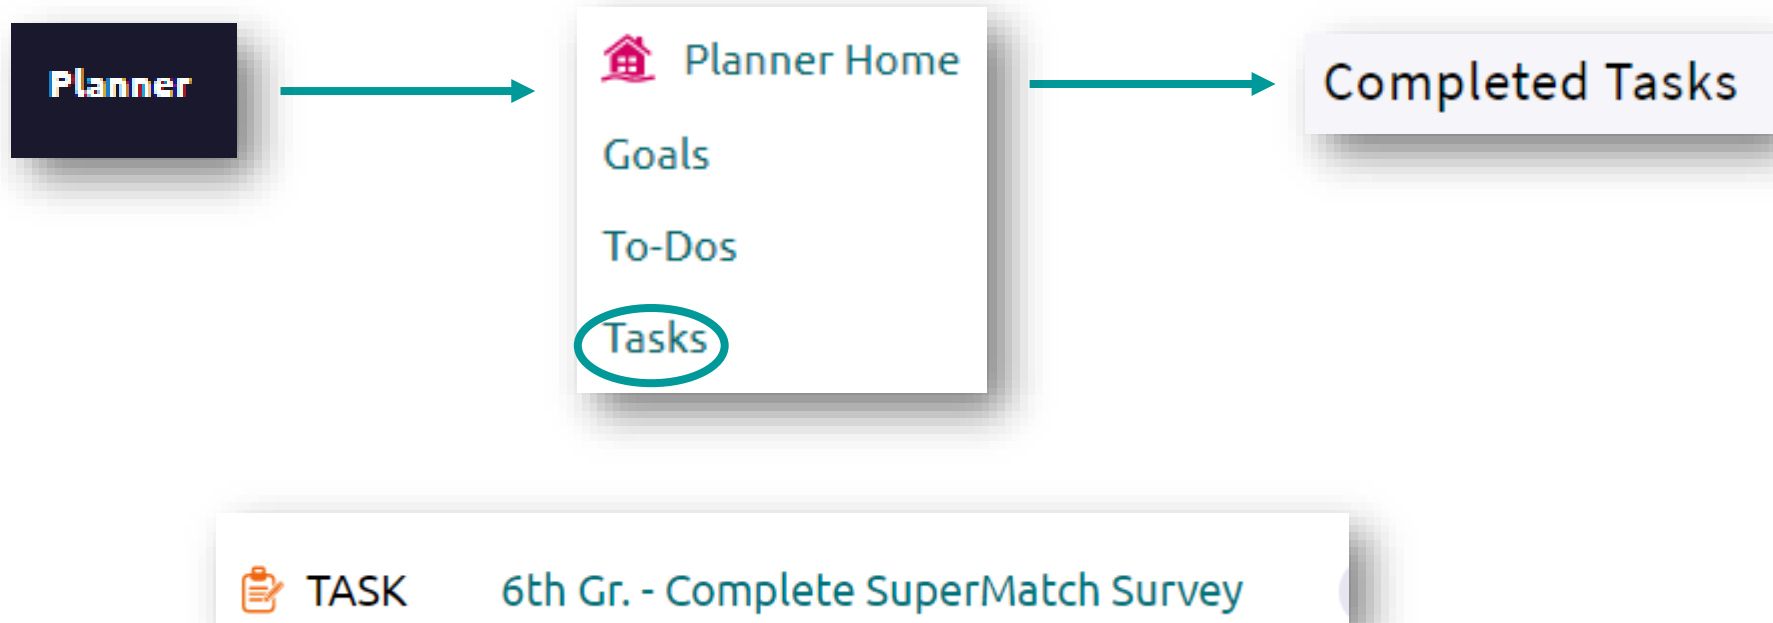 Planner
Planner Home
Goals
To-Dos
Tasks
Completed Tasks
TASK 6th Gr. - Complete SuperMatch Survey